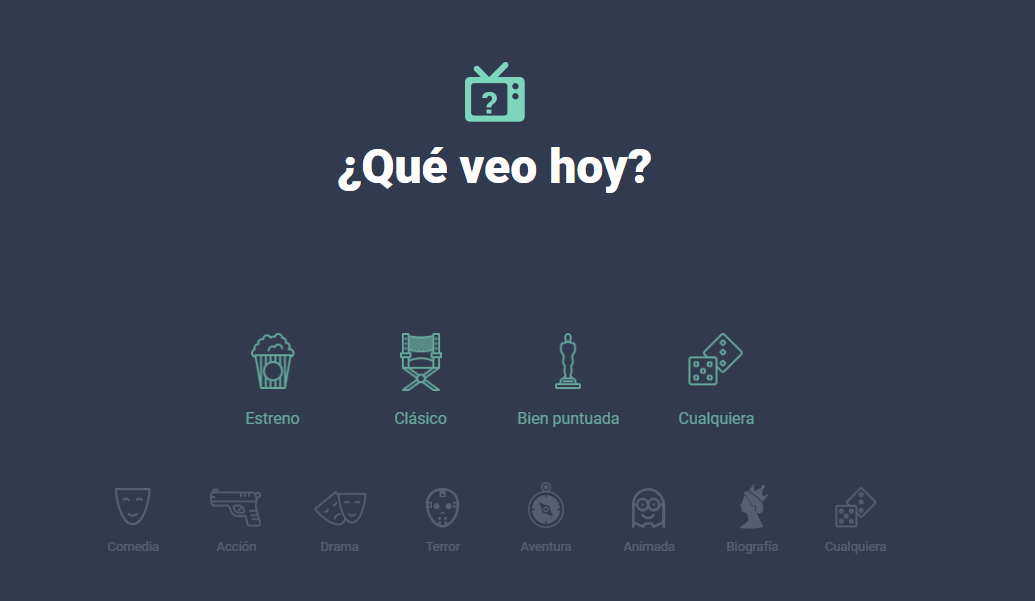 ?
¿Qué veo hoy?
Estreno
Clásico
Bien puntuada
Cualquiera
Comedia
Acción
Drama
Terror
Aventura
Animada
Biografía
Cualquiera